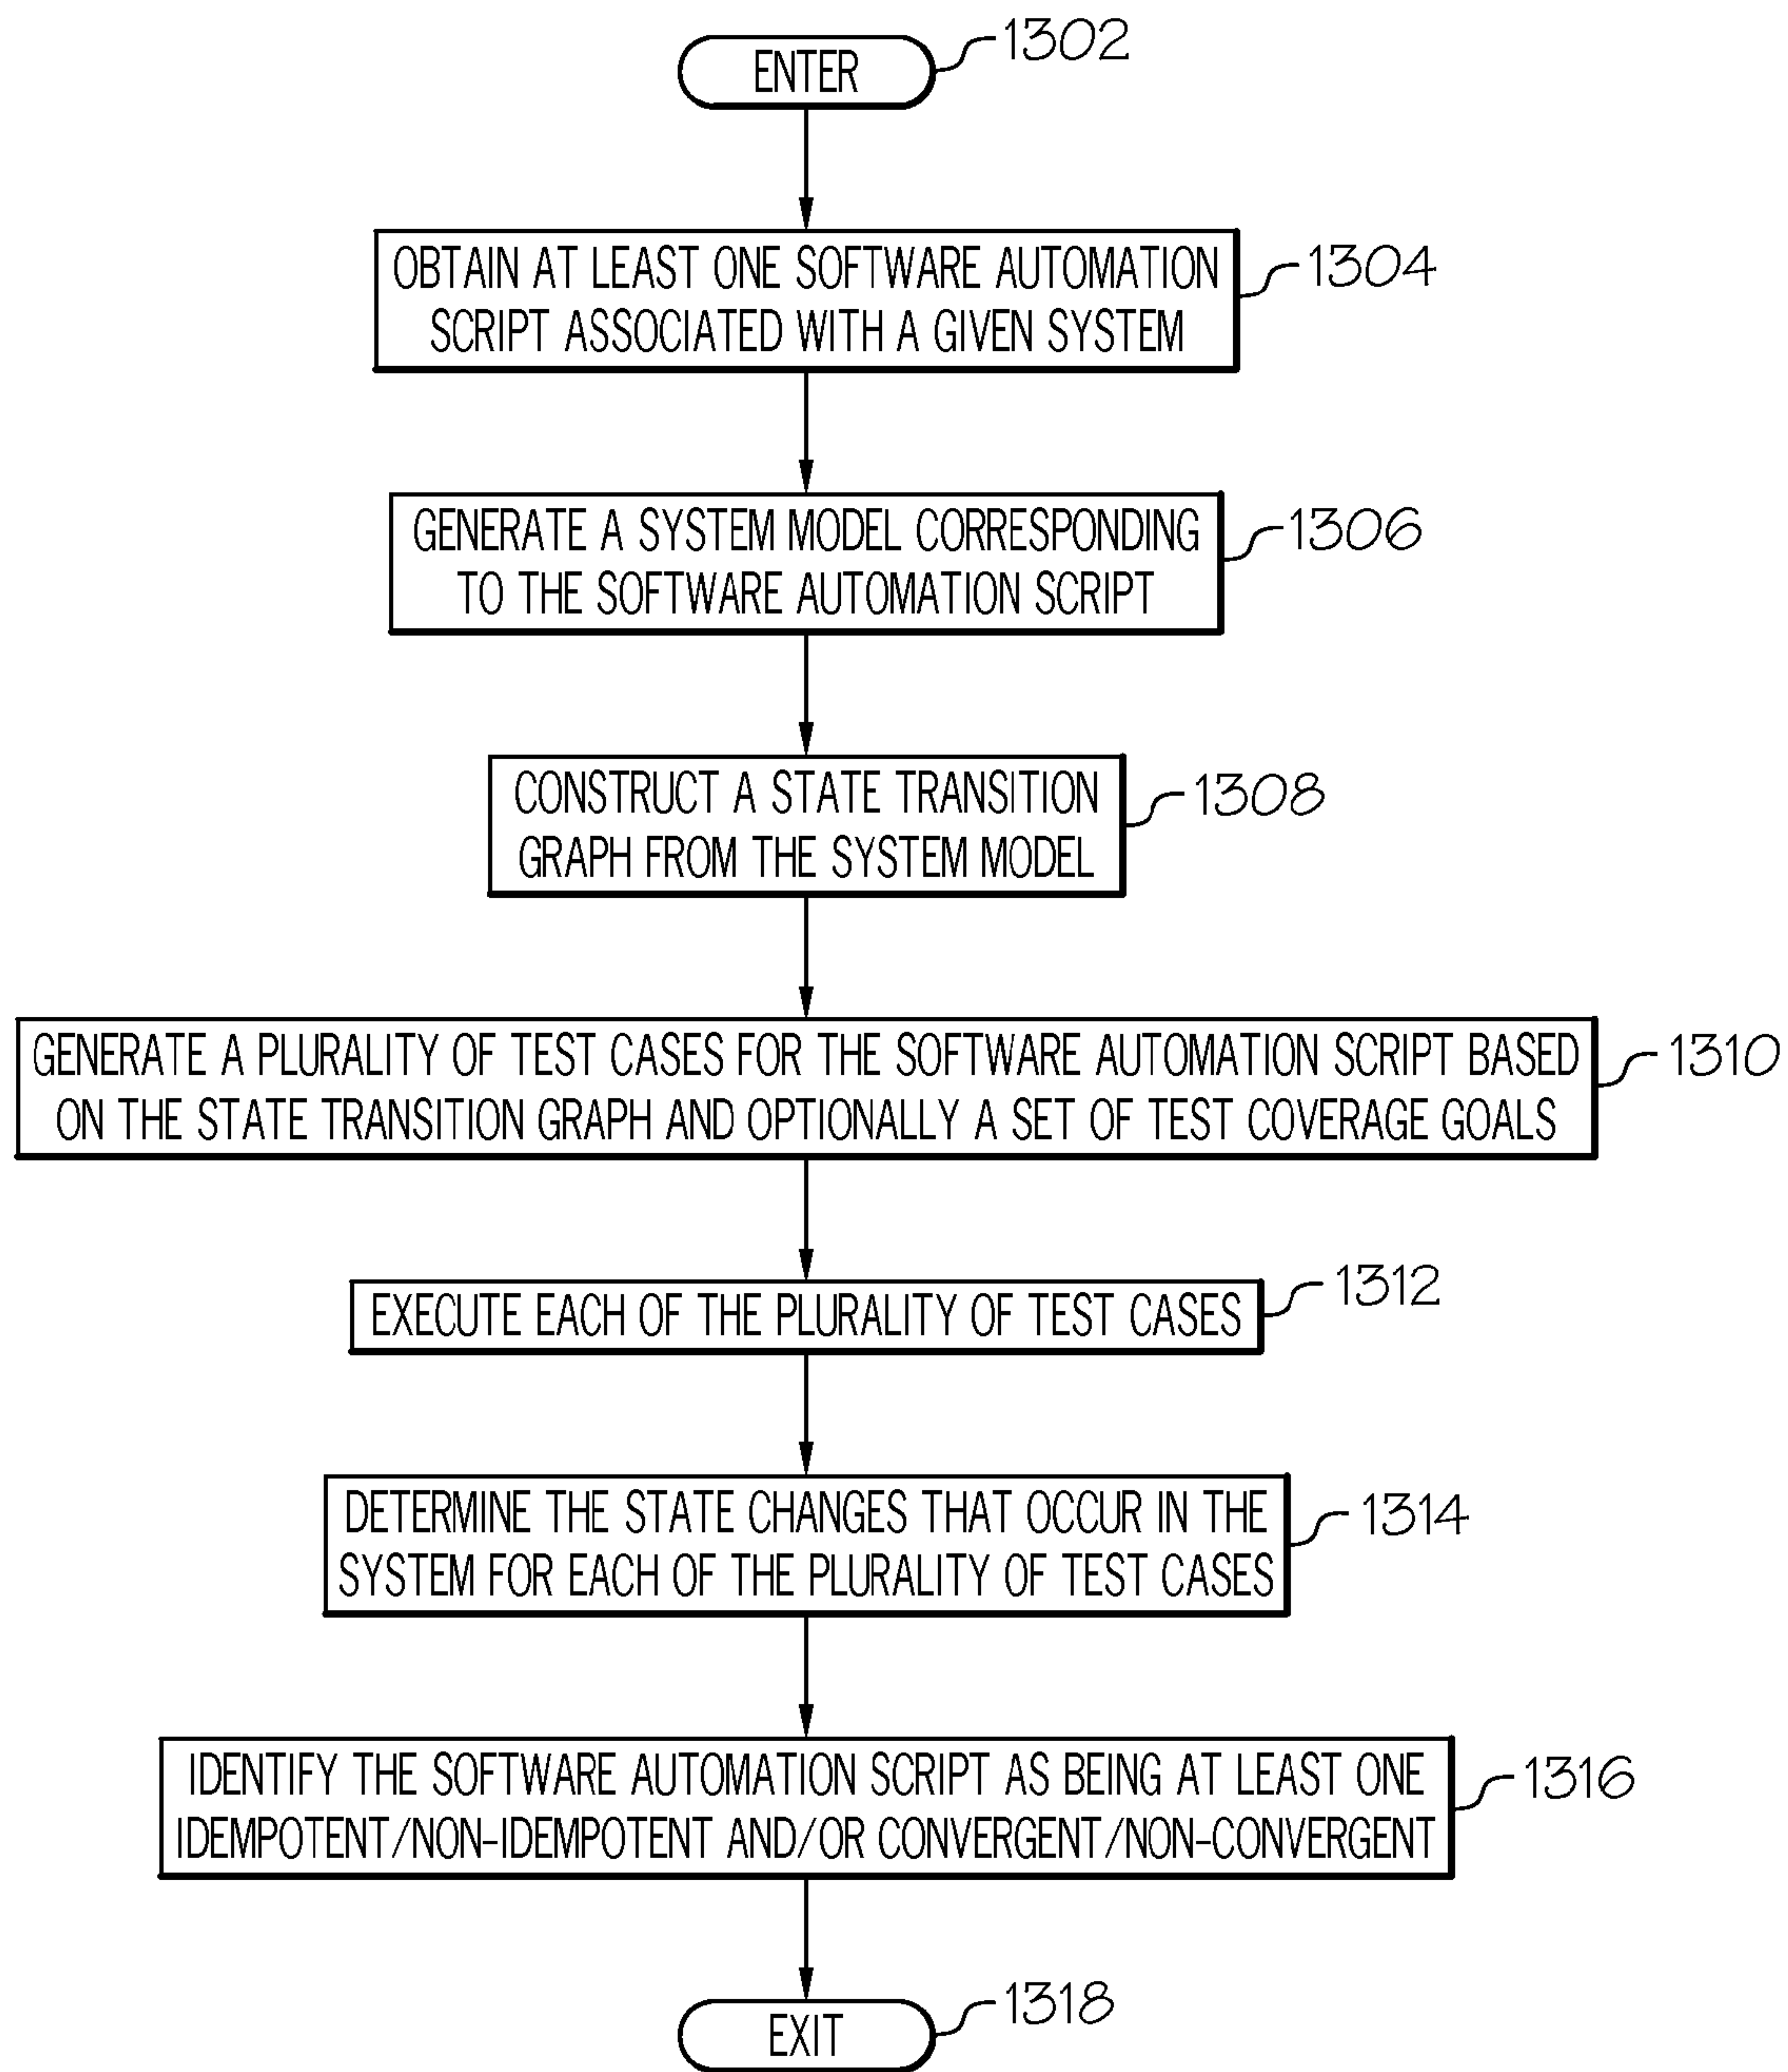 ENTER
1302
OBTAIN AT LEAST ONE SOFTWARE AUTOMATION
SCRIPT ASSOCIATED WITH A GIVEN SYSTEM
1304
GENERATE A SYSTEM MODEL CORRESPONDING
TO THE SOFTWARE AUTOMATION SCRIPT
1306
CONSTRUCT A STATE TRANSITION
GRAPH FROM THE SYSTEM MODEL
1308
GENERATE A PLURALITY OF TEST CASES FOR THE SOFTWARE AUTOMATION SCRIPT BASED
ON THE STATE TRANSITION GRAPH AND OPTIONALLY A SET OF TEST COVERAGE GOALS
1310
EXECUTE EACH OF THE PLURALITY OF TEST CASES
1312
DETERMINE THE STATE CHANGES THAT OCCUR IN THE
SYSTEM FOR EACH OF THE PLURALITY OF TEST CASES
1314
IDENTIFY THE SOFTWARE AUTOMATION SCRIPT AS BEING AT LEAST ONE
IDEMPOTENT/NON-IDEMPOTENT AND/OR CONVERGENT/NON-CONVERGENT
1316
EXIT
1318